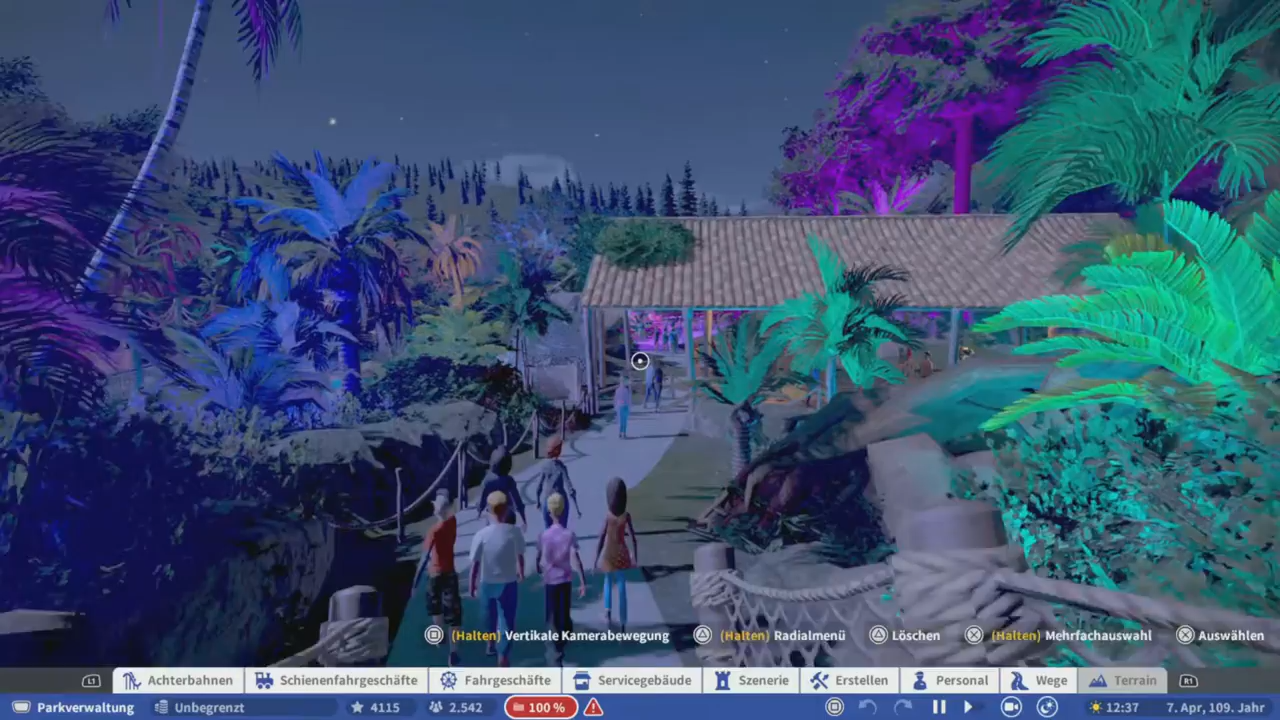 (Halten) Vertikale Kamerabewegung (Halten) Radialmenü Löschen (Halten) Mehrfachauswahl Auswählen
L1 Achterbahnen Schienenfahrgeschäfte Fahrgeschäfte Servicegebäude Szenerie Erstellen Personal Wege Terrain R1
Parkverwaltung Unbegrenzt 4115 2.542 100 % 12:37 7. Apr, 109. Jahr